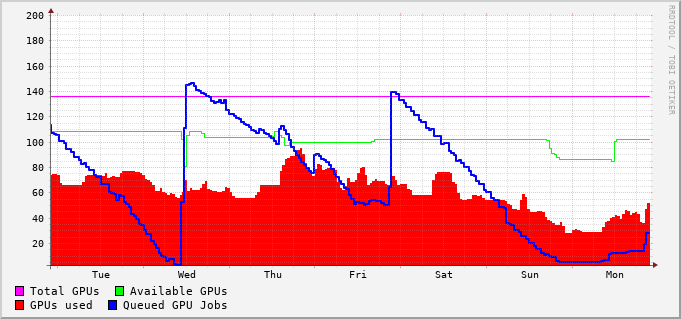 200
180
160
140
120
100
80
60
40
20
Tue Wed Thu Fri Sat Sun Mon
Total GPUs Available GPUs
GPUs used Queued GPU Jobs
RRDTOOL / TOBI OETIKER